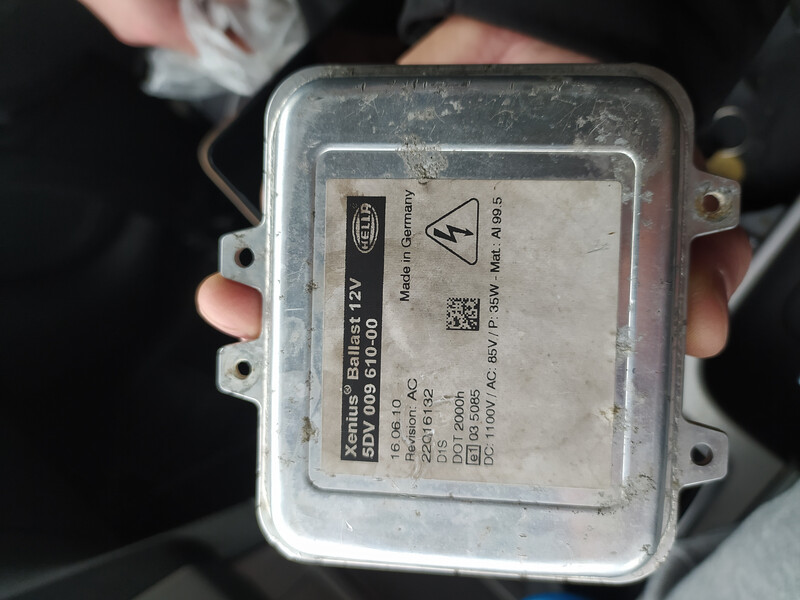 Xenius® Ballast 12V
5DV 009 610-00
HELLA
16.06.10
Revision: AC
Made in Germany
22016132
D1S
DOT 2000h
e1 03 5085
DC: 1100V / AC: 85V / P: 35W - Mat.: Al 99.5